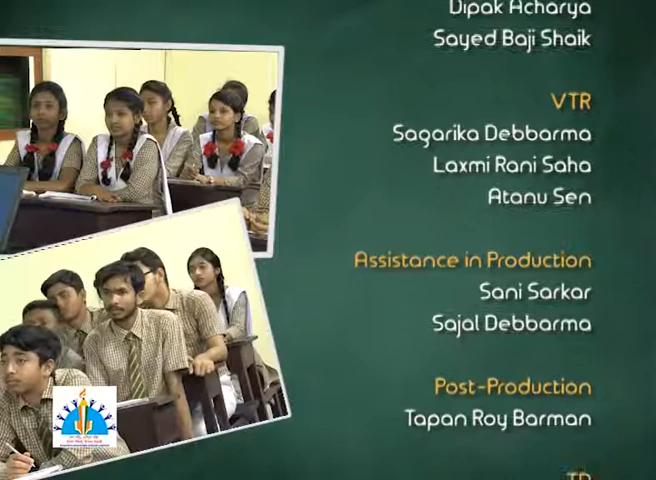 Dipak Acharya
Sayed Baji Shaik
VTR
Sagarika Debbarma
Laxmi Rani Saha
Atanu Sen
Assistance in Production
Sani Sarkar
Sajal Debbarma
Post-Production
Tapan Roy Barman